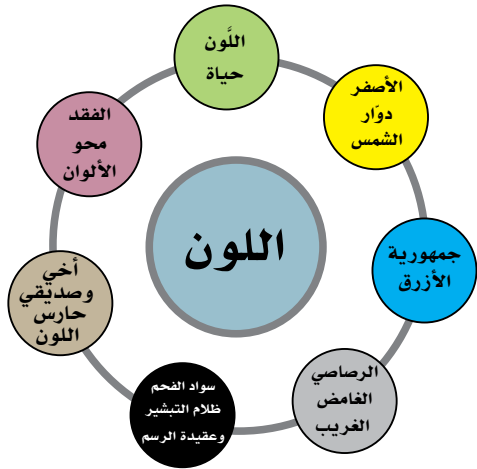 اللَّون
حياة
الأصفر
دوّار
الشمس
جمهورية
الأزرق
الرصاصي
الغامض
الغريب
سواد الفحم
ظلام التبشير
وعقيدة الرسم
أخي
وصديقي
حارس
اللون
الفقد
محو
الألوان
اللون